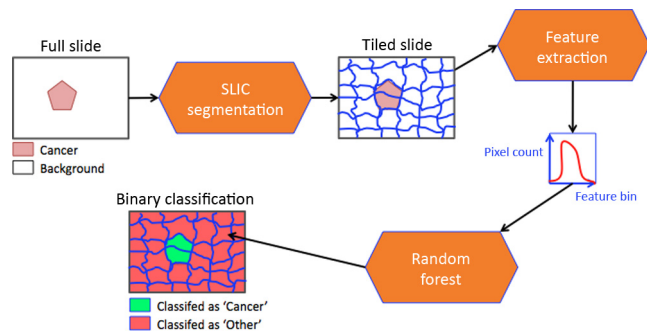 Full slide
SLIC
segmentation
Tiled slide
Feature
extraction
Cancer
Background
Pixel count
Feature bin
Binary classification
Random
forest
Classifed as 'Cancer'
Classifed as 'Other'